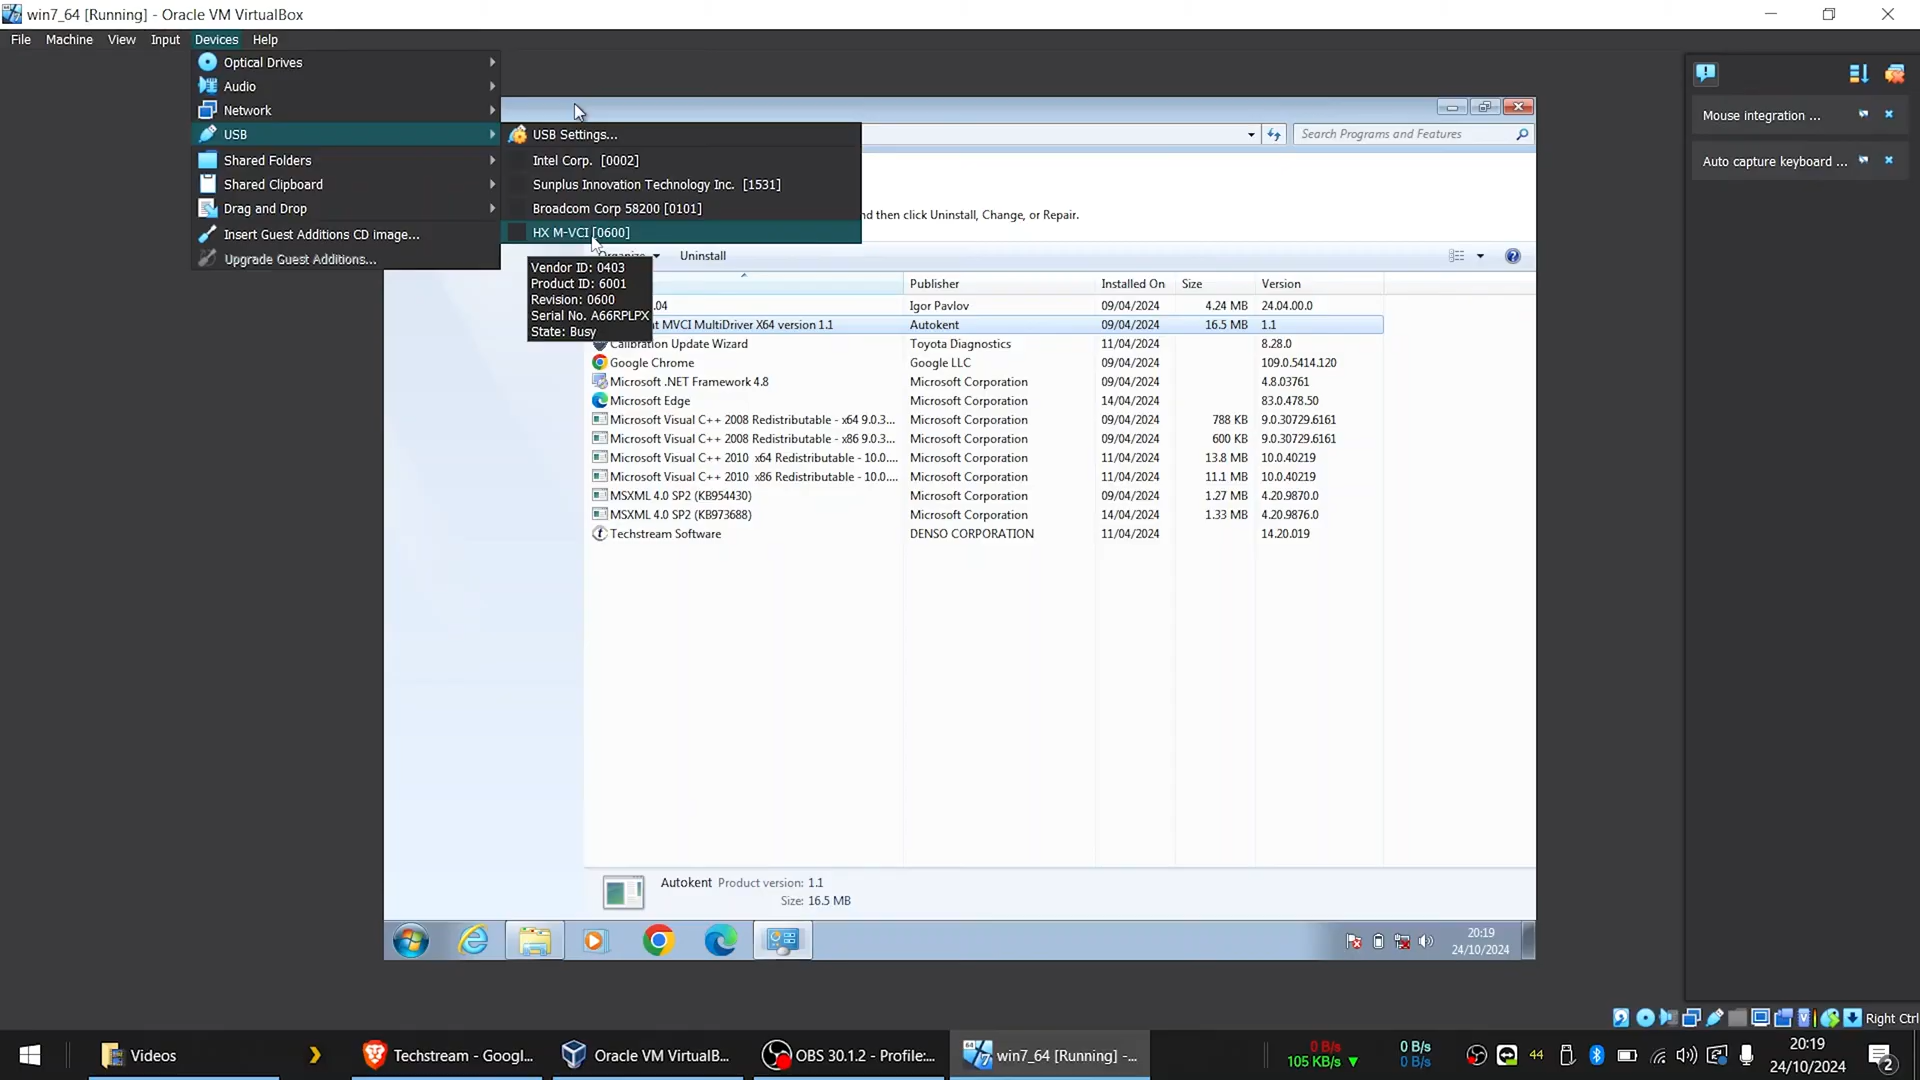 win7_64 [Running] - Oracle VM VirtualBox
File Machine View Input Devices Help
Optical Drives
Audio
Network
USB
Shared Folders
Shared Clipboard
Drag and Drop
Insert Guest Additions CD image...
Upgrade Guest Additions...
USB Settings...
Intel Corp. [0002]
Sunplus Innovation Technology Inc. [1531]
Broadcom Corp 58200 [0101]
HX M-VCI [0600]
Vendor ID: 0403
Product ID: 6001
Revision: 0600
Serial No. A66RPLPX
State: Busy
Search Programs and Features
nd then click Uninstall, Change, or Repair.
Organize Uninstall
Publisher Installed On Size Version
.04 Igor Pavlov 09/04/2024 4.24 MB 24.04.00.0
t MVCI MultiDriver X64 version 1.1 Autokent 09/04/2024 16.5 MB 1.1
Calibration Update Wizard Toyota Diagnostics 11/04/2024 8.28.0
Google Chrome Google LLC 09/04/2024 109.0.5414.120
Microsoft .NET Framework 4.8 Microsoft Corporation 09/04/2024 4.8.03761
Microsoft Edge Microsoft Corporation 14/04/2024 83.0.478.50
Microsoft Visual C++ 2008 Redistributable - x64 9.0.3... Microsoft Corporation 09/04/2024 788 KB 9.0.30729.6161
Microsoft Visual C++ 2008 Redistributable - x86 9.0.3... Microsoft Corporation 09/04/2024 600 KB 9.0.30729.6161
Microsoft Visual C++ 2010 x64 Redistributable - 10.0.... Microsoft Corporation 11/04/2024 13.8 MB 10.0.40219
Microsoft Visual C++ 2010 x86 Redistributable - 10.0.... Microsoft Corporation 11/04/2024 11.1 MB 10.0.40219
MSXML 4.0 SP2 (KB954430) Microsoft Corporation 09/04/2024 1.27 MB 4.20.9870.0
MSXML 4.0 SP2 (KB973688) Microsoft Corporation 14/04/2024 1.33 MB 4.20.9876.0
Techstream Software DENSO CORPORATION 11/04/2024 14.20.019
Autokent Product version: 1.1
Size: 16.5 MB
20:19
24/10/2024
Mouse integration ...
Auto capture keyboard ...
Right Ctrl
Videos
Techstream - Googl...
Oracle VM VirtualB...
OBS 30.1.2 - Profile:...
win7_64 [Running] -...
0 B/s
105 KB/s
0 B/s
0 B/s
44
20:19
24/10/2024
2